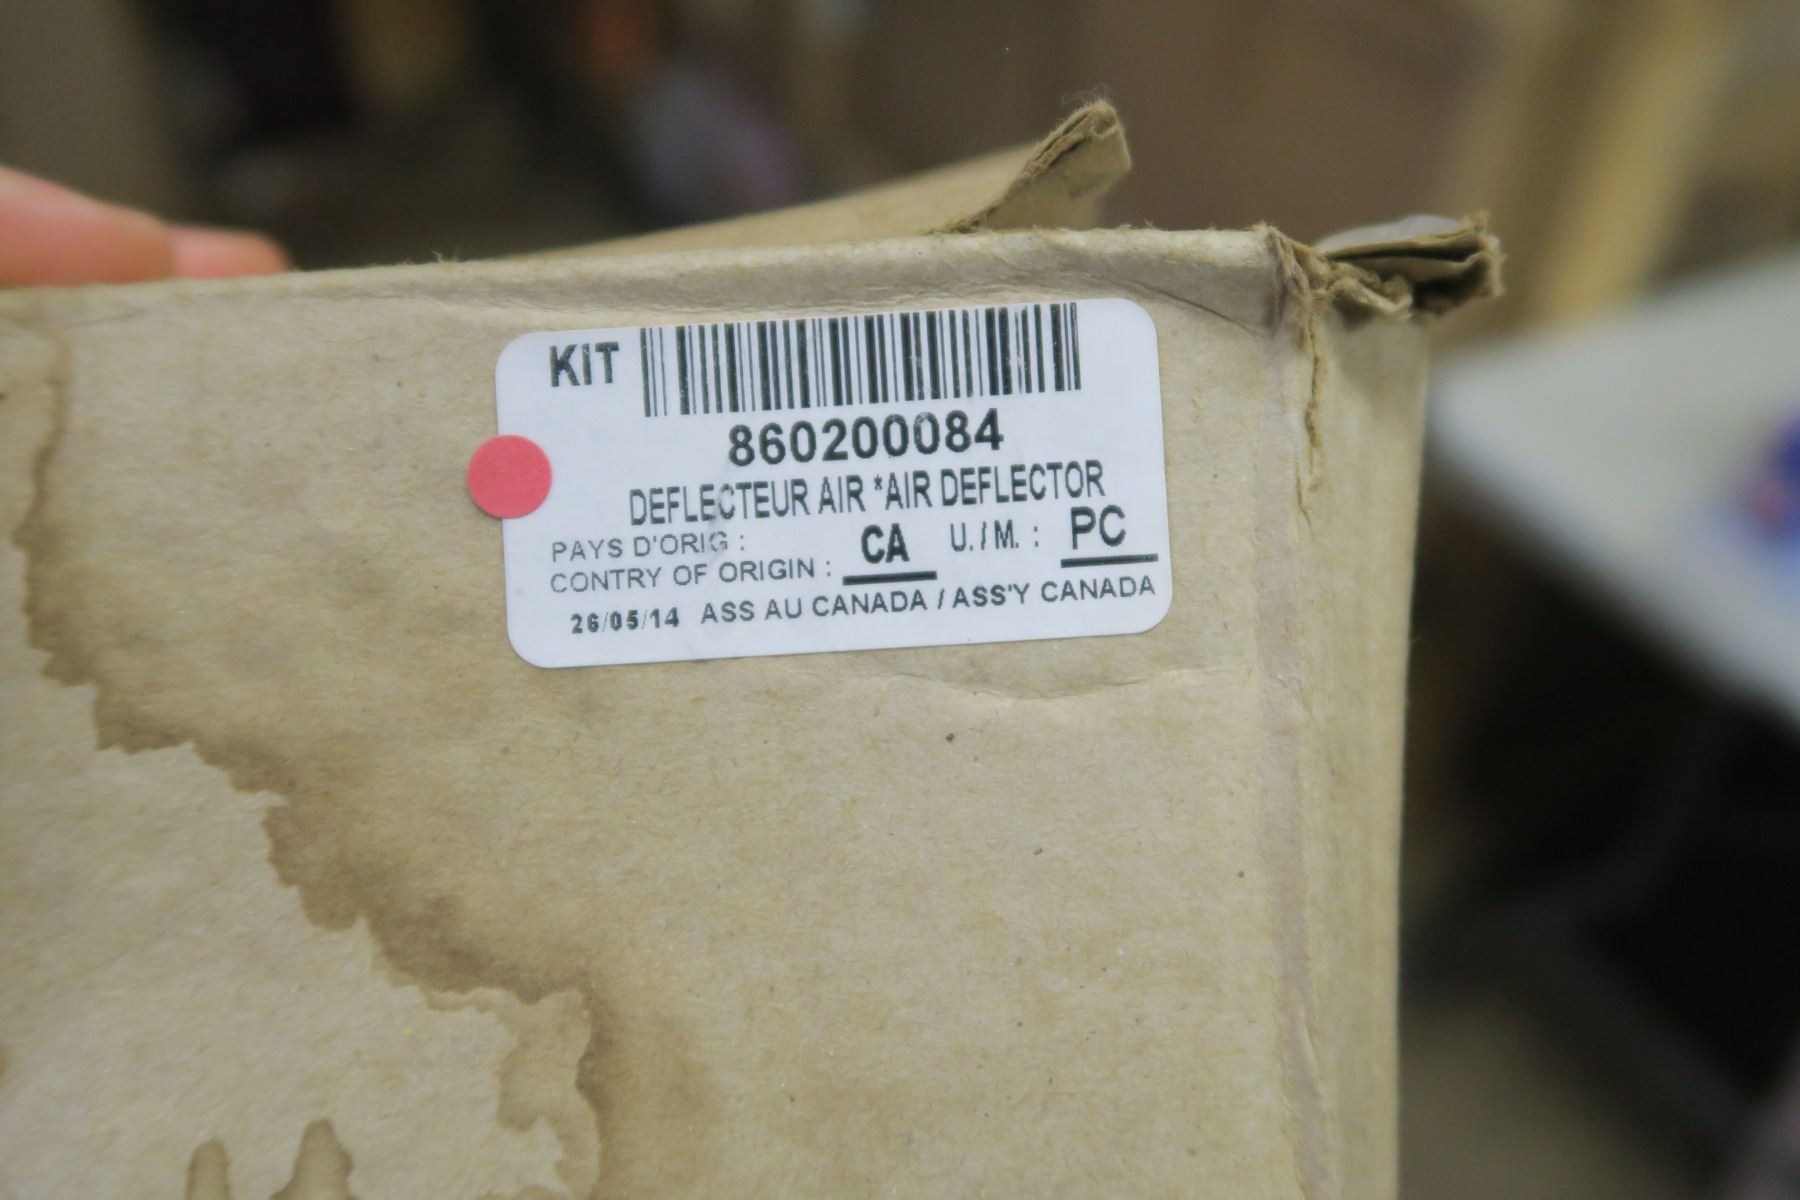 KIT
860200084
DEFLECTEUR AIR *AIR DEFLECTOR
PAYS D'ORIG :
CONTRY OF ORIGIN : CA U./M. : PC
26/05/14 ASS AU CANADA / ASS'Y CANADA